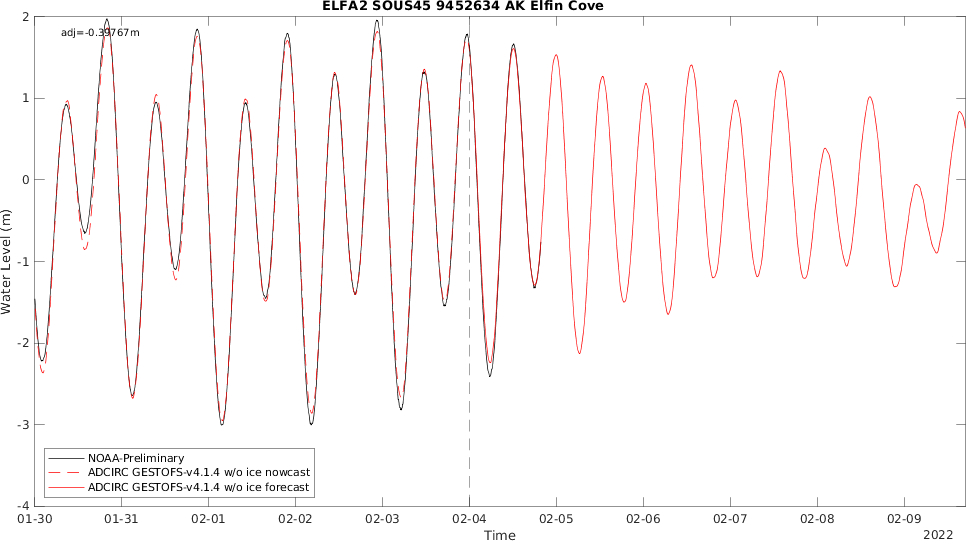 ELFA2 SOUS45 9452634 AK Elfin Cove
adj=-0.39767m
2
1
0
-1
-2
-3
-4
Water Level (m)
NOAA-Preliminary
ADCIRC GESTOFS-v4.1.4 w/o ice nowcast
ADCIRC GESTOFS-v4.1.4 w/o ice forecast
01-30 01-31 02-01 02-02 02-03 02-04 02-05 02-06 02-07 02-08 02-09
Time
2022